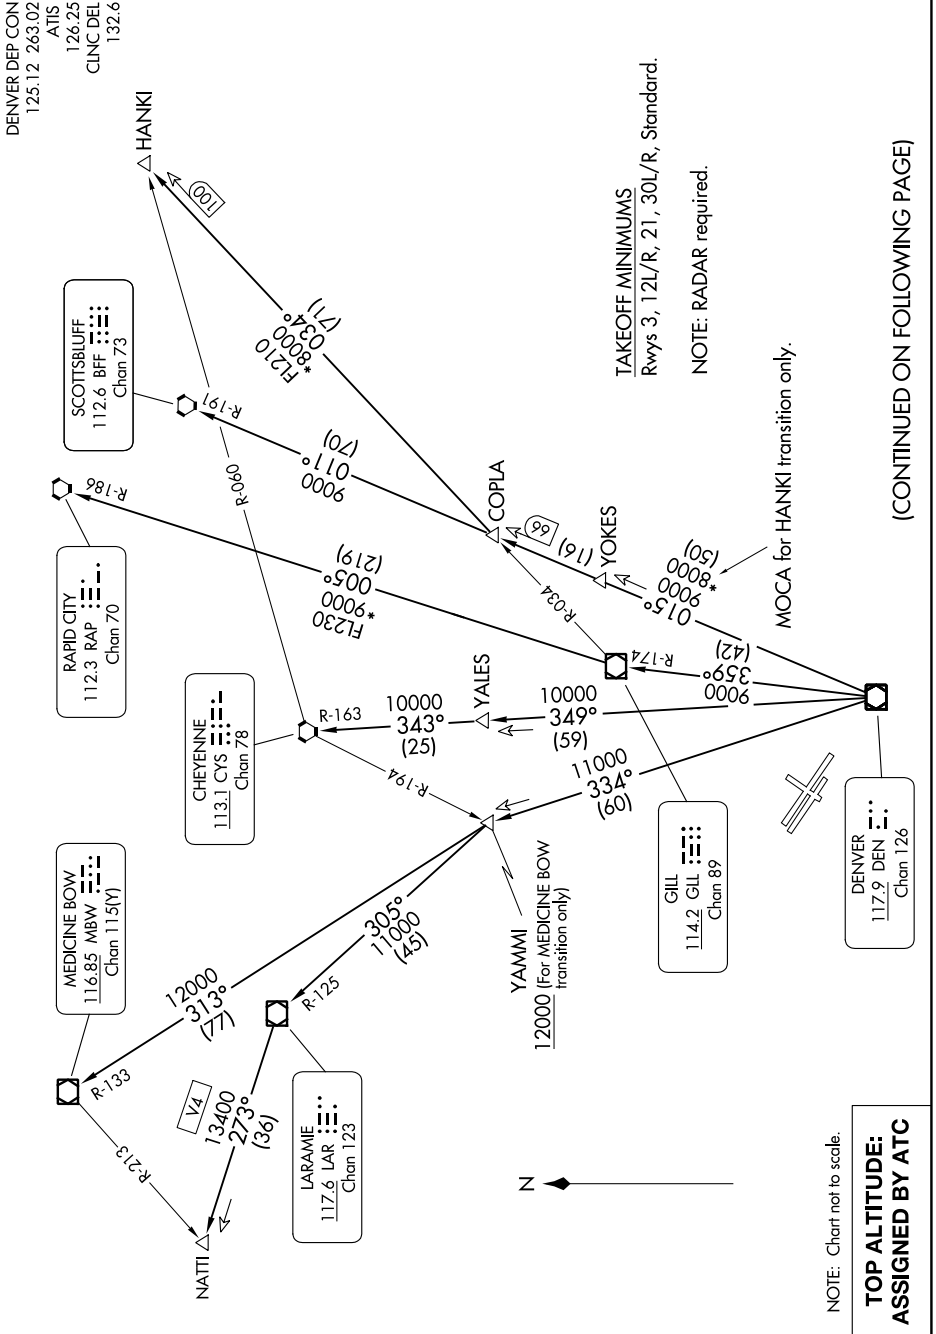 DENVER DEP CON
125.12 263.02
ATIS
126.25
CLNC DEL
132.6
HANKI
100
FL210
*8000
034°
(71)
SCOTTSBLUFF
112.6 BFF
Chan 73
R-191
R-060
9000
011°
(70)
RAPID CITY
112.3 RAP
Chan 70
R-186
FL230
*9000
005°
(219)
COPLA
66
(16)
YOKES
R-034
9000
*8000
015°
(50)
MOCA for HANKI transition only.
TAKEOFF MINIMUMS
Rwys 3, 12L/R, 21, 30L/R, Standard.
NOTE: RADAR required.
CHEYENNE
113.1 CYS
Chan 78
R-163
10000
343°
(25)
YALES
10000
349°
(59)
R-174
9000
359°
(42)
R-194
11000
334°
(60)
MEDICINE BOW
116.85 MBW
Chan 115(Y)
R-133
12000
313°
(77)
305°
11000
(45)
R-125
YAMMI
12000 (For MEDICINE BOW
transition only)
GILL
114.2 GLL
Chan 89
DENVER
117.9 DEN
Chan 126
R-213
V4
13400
273°
(36)
NATTI
LARAMIE
117.6 LAR
Chan 123
N
NOTE: Chart not to scale.
TOP ALTITUDE:
ASSIGNED BY ATC
(CONTINUED ON FOLLOWING PAGE)